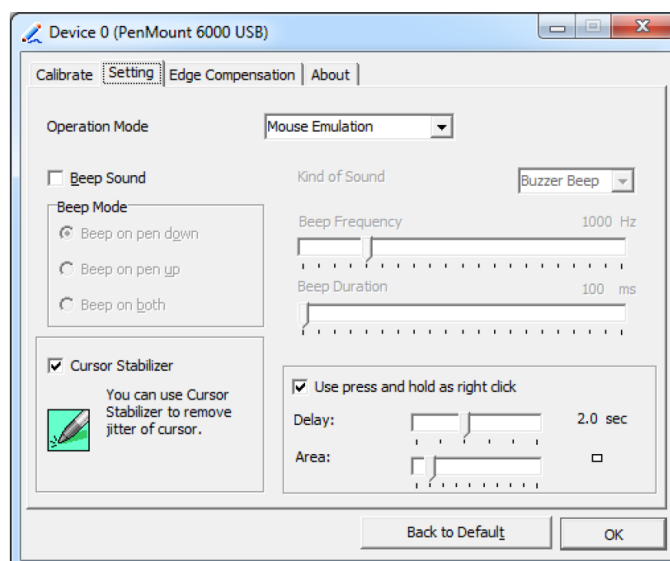 Device 0 (PenMount 6000 USB)
Calibrate Setting Edge Compensation About
Operation Mode Mouse Emulation
Beep Sound Kind of Sound Buzzer Beep
Beep Mode
Beep on pen down
Beep on pen up
Beep on both
Beep Frequency 1000 Hz
Beep Duration 100 ms
Cursor Stabilizer
You can use Cursor
Stabilizer to remove
jitter of cursor.
Use press and hold as right click
Delay: 2.0 sec
Area:
Back to Default OK